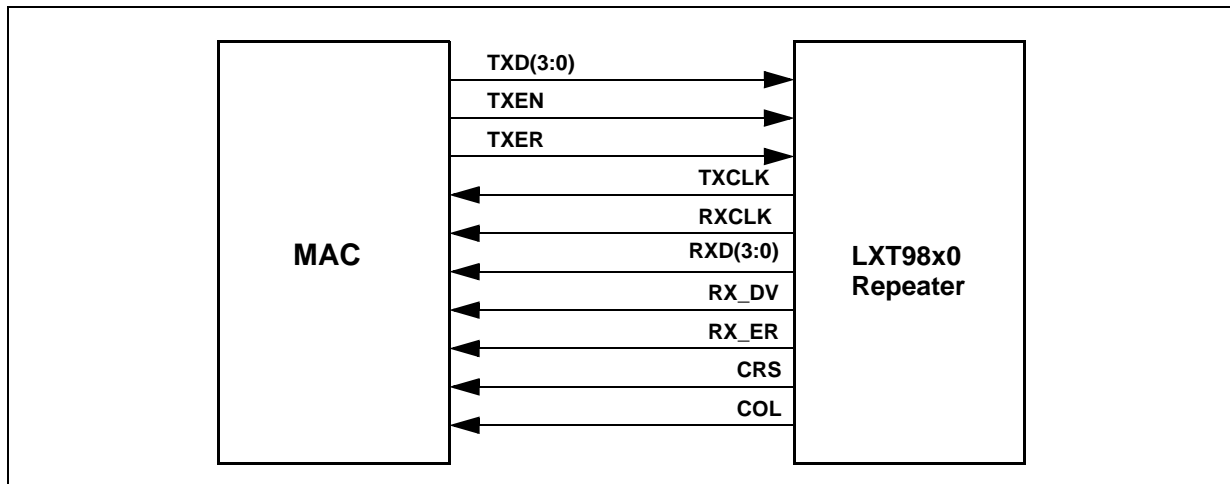 TXD(3:0)
TXEN
TXER
TXCLK
RXCLK
RXD(3:0)
RX_DV
RX_ER
CRS
COL
MAC
LXT98x0
Repeater